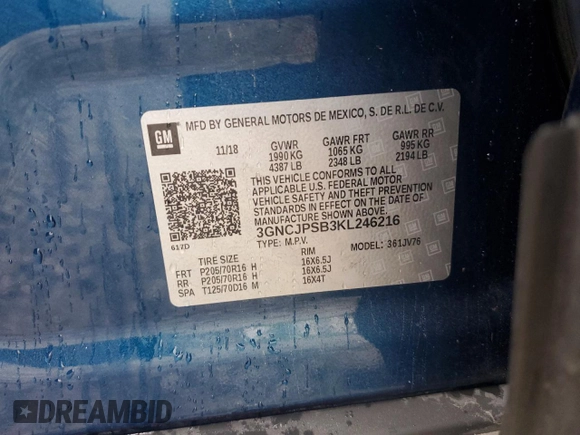 GM
MFD BY GENERAL MOTORS DE MEXICO, S. DE R.L. DE C.V.
11/18 GVWR GAWR FRT GAWR RR
1990 KG 1065 KG 995 KG
4387 LB 2348 LB 2194 LB
THIS VEHICLE CONFORMS TO ALL
APPLICABLE U.S. FEDERAL MOTOR
VEHICLE SAFETY AND THEFT PREVENTION
STANDARDS IN EFFECT ON THE DATE OF
MANUFACTURE SHOWN ABOVE.
3GNCJPSB3KL246216
617D TYPE: M.P.V. MODEL: 361JV76
TIRE SIZE RIM
FRT P205/70R16 H 16X6.5J
RR P205/70R16 H 16X6.5J
SPA T125/70D16 M 16X4T
DREAMBID